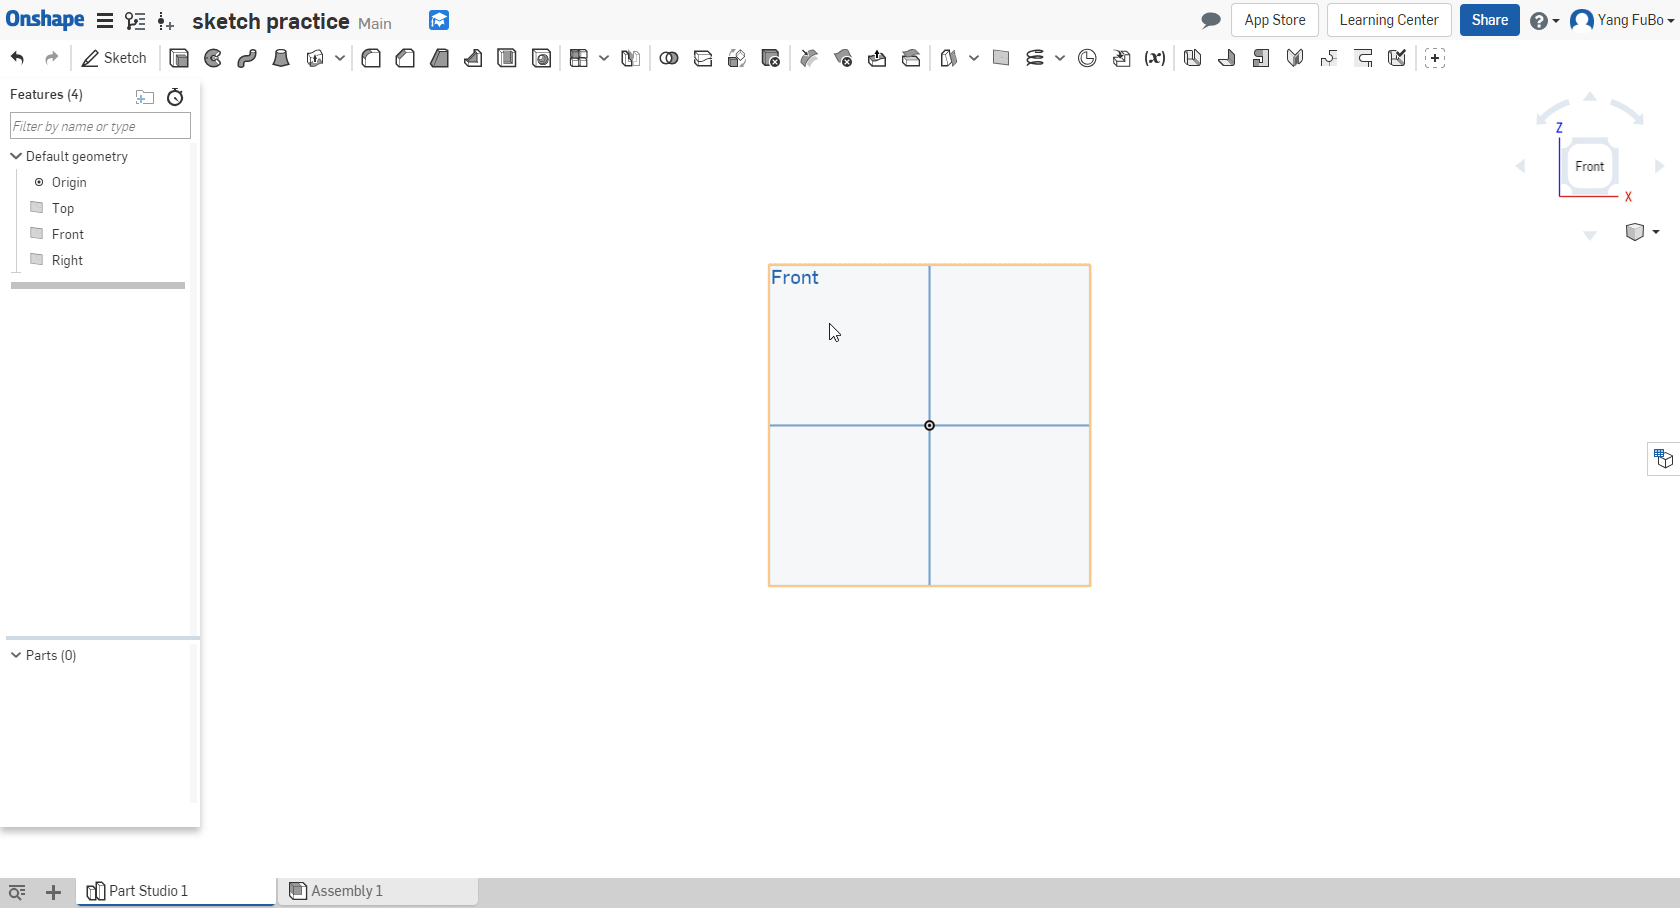 Onshape sketch practice Main App Store Learning Center Share Yang FuBo
Sketch (x)
Features (4)
Filter by name or type
Default geometry
Origin
Top
Front
Right
Parts (0)
Front
Z
Front
X
Part Studio 1 Assembly 1